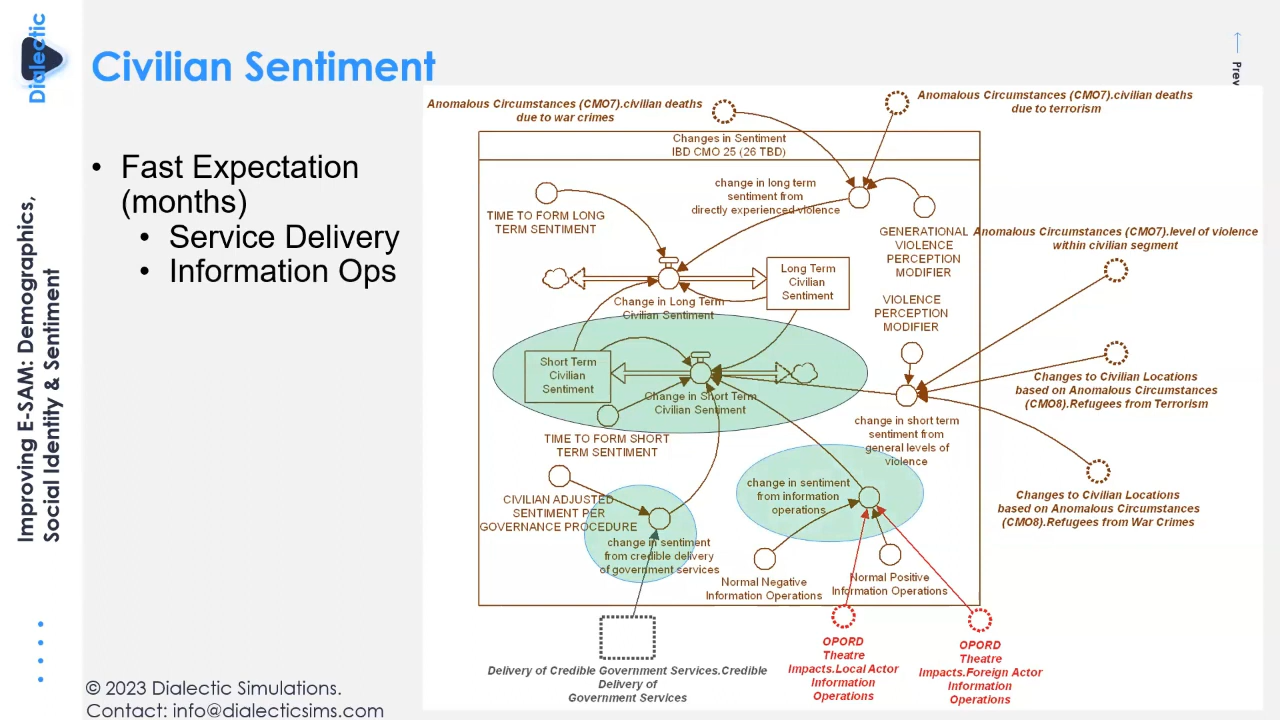 Dialectic
Civilian Sentiment
Prev
• Fast Expectation
(months)
• Service Delivery
• Information Ops
Improving E-SAM: Demographics,
Social Identity & Sentiment
Anomalous Circumstances (CMO7).civilian deaths
due to war crimes
Anomalous Circumstances (CMO7).civilian deaths
due to terrorism
Changes in Sentiment
IBD CMO 25 (26 TBD)
change in long term
sentiment from
directly experienced violence
TIME TO FORM LONG
TERM SENTIMENT
GENERATIONAL
VIOLENCE
PERCEPTION
MODIFIER
Anomalous Circumstances (CMO7).level of violence
within civilian segment
Long Term
Civilian
Sentiment
Change in Long Term
Civilian Sentiment
VIOLENCE
PERCEPTION
MODIFIER
Short Term
Civilian
Sentiment
Change in Short Term
Civilian Sentiment
Changes to Civilian Locations
based on Anomalous Circumstances
(CMO8).Refugees from Terrorism
TIME TO FORM SHORT
TERM SENTIMENT
change in short term
sentiment from
general levels of
violence
change in sentiment
from information
operations
CIVILIAN ADJUSTED
SENTIMENT PER
GOVERNANCE PROCEDURE
Changes to Civilian Locations
based on Anomalous Circumstances
(CMO8).Refugees from War Crimes
change in sentiment
from credible delivery
of government services
Normal Negative
Information Operations
Normal Positive
Information Operations
Delivery of Credible Government Services.Credible
Delivery of
Government Services
OPORD
Theatre
Impacts.Local Actor
Information
Operations
OPORD
Theatre
Impacts.Foreign Actor
Information
Operations
© 2023 Dialectic Simulations.
Contact: info@dialecticsims.com